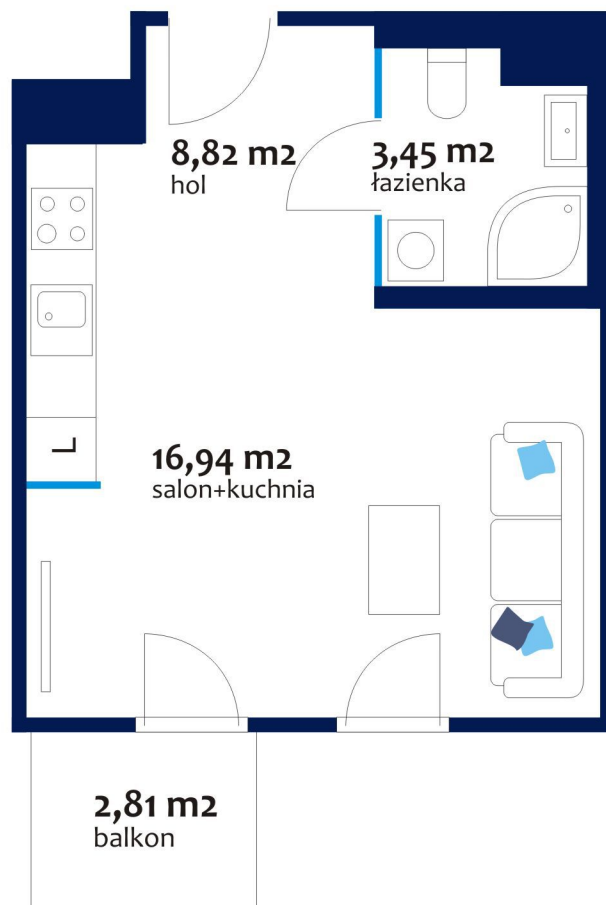 8,82 m2
hol
3,45 m2
łazienka
L
16,94 m2
salon+kuchnia
2,81 m2
balkon